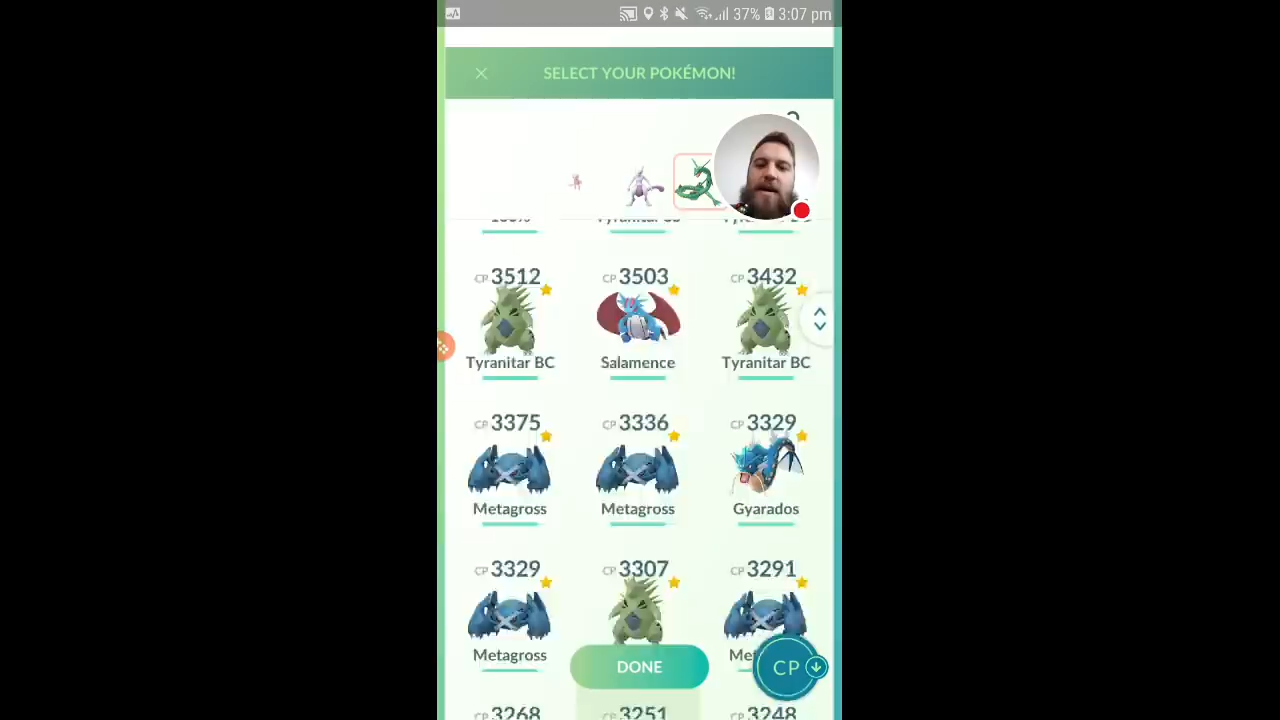 37% 3:07 pm
SELECT YOUR POKÉMON!
100% Tyranitar
CP 3512 CP 3503 CP 3432
Tyranitar BC Salamence Tyranitar BC
CP 3375 CP 3336 CP 3329
Metagross Metagross Gyarados
CP 3329 CP 3307 CP 3291
Metagross DONE CP
CP 3268 CP 3251 CP 3248